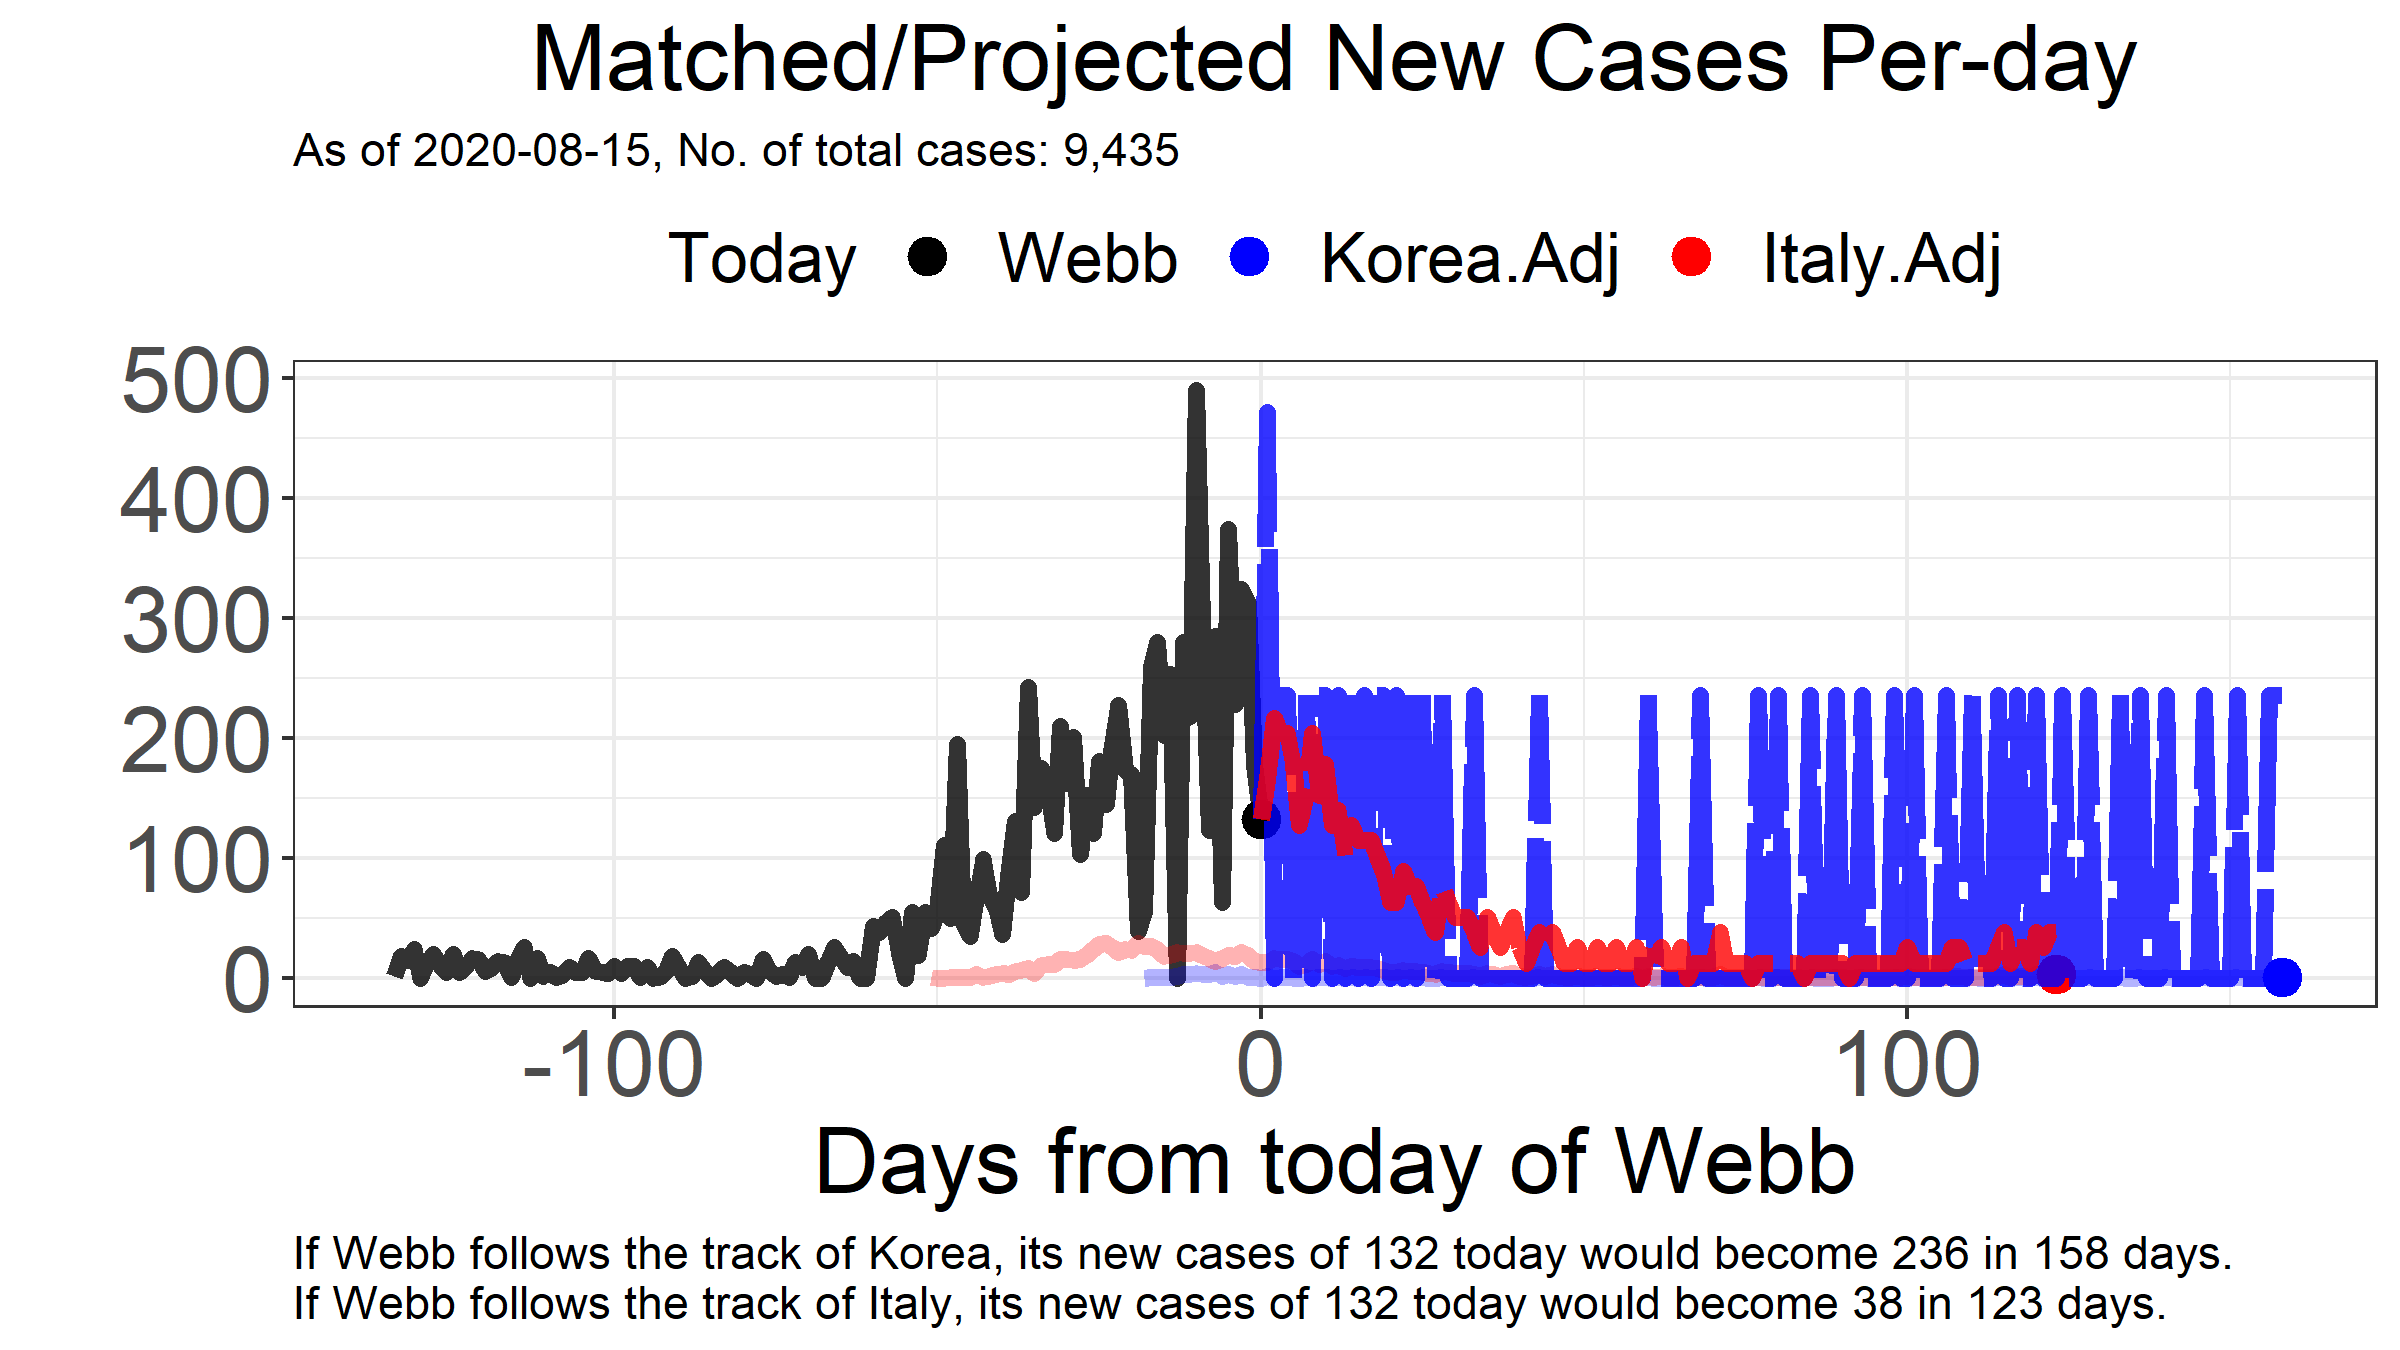 Matched/Projected New Cases Per-day
As of 2020-08-15, No. of total cases: 9,435
Today Webb Korea.Adj Italy.Adj
500
400
300
200
100
0
-100 0 100
Days from today of Webb
If Webb follows the track of Korea, its new cases of 132 today would become 236 in 158 days.
If Webb follows the track of Italy, its new cases of 132 today would become 38 in 123 days.